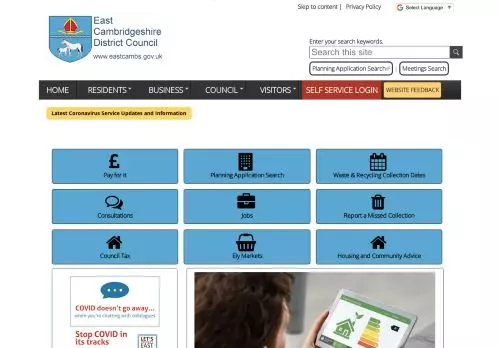 Skip to content | Privacy Policy
Select Language ▼
East
Cambridgeshire
District Council
www.eastcambs.gov.uk
Enter your search keywords.
Search this site
Planning Application Search
Meetings Search
HOME RESIDENTS BUSINESS COUNCIL VISITORS SELF SERVICE LOGIN WEBSITE FEEDBACK
Latest Coronavirus Service Updates and Information
Pay for it
Planning Application Search
Waste & Recycling Collection Dates
Consultations
Jobs
Report a Missed Collection
Council Tax
Ely Markets
Housing and Community Advice
COVID doesn't go away...
when you're chatting with colleagues
Stop COVID in
its tracks
LET'S
EAST